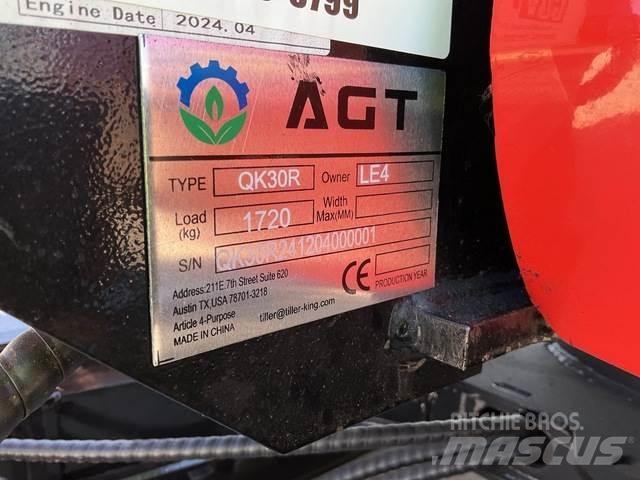 Engine Date 2024.04
AGT
TYPE QK30R Owner LE4
Load (kg) 1720 Width Max(MM)
S/N QK30R241204000001
Address:211E.7th Street Suite 620
Austin TX,USA 78701-3218
Article 4-Purpose tiller@tiller-king.com
MADE IN CHINA
CE PRODUCTION YEAR
RITCHIE BROS.
MASCUS